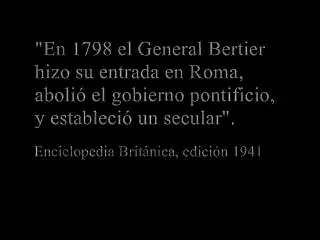 "En 1798 el General Bertier
hizo su entrada en Roma,
abolió el gobierno pontificio,
y estableció un secular".
Enciclopedia Británica, edición 1941